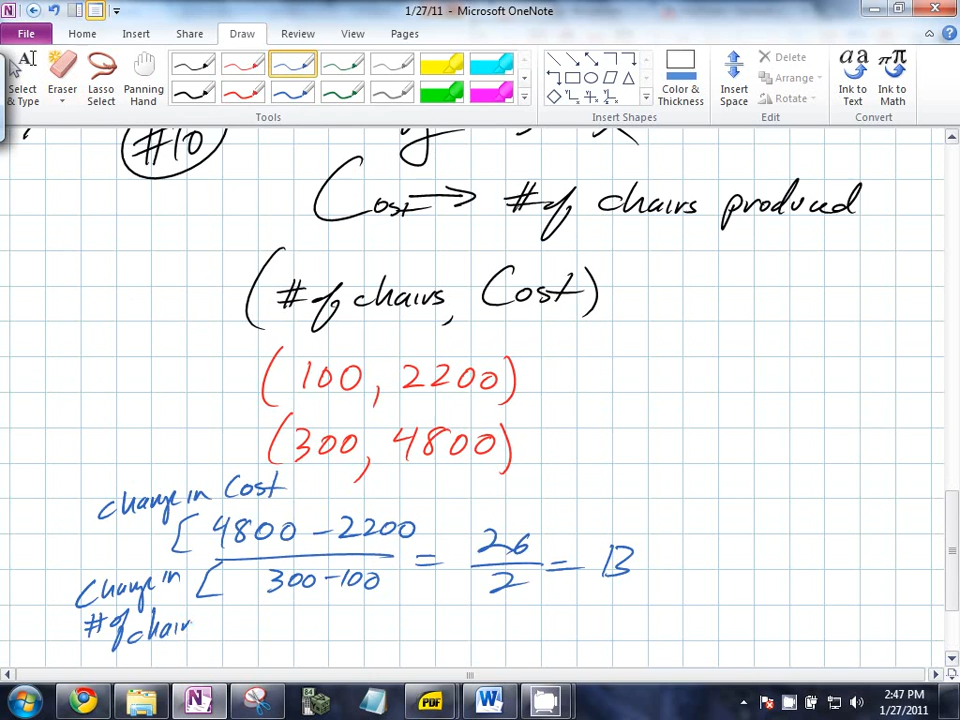 1/27/11 - Microsoft OneNote
File Home Insert Share Draw Review View Pages
Select & Type
Eraser
Lasso Select
Panning Hand
Color & Thickness
Insert Space
Delete
Arrange
Rotate
Ink to Text
Ink to Math
Tools
Insert Shapes
Edit
Convert
#10
Cost ⇒ # of chairs produced
(# of chairs, Cost)
(100, 2200)
(300, 4800)
change in Cost
[ 4800 - 2200
Change in [ 300 - 100 = 26 / 2 = 13
# of chair
2:47 PM
1/27/2011